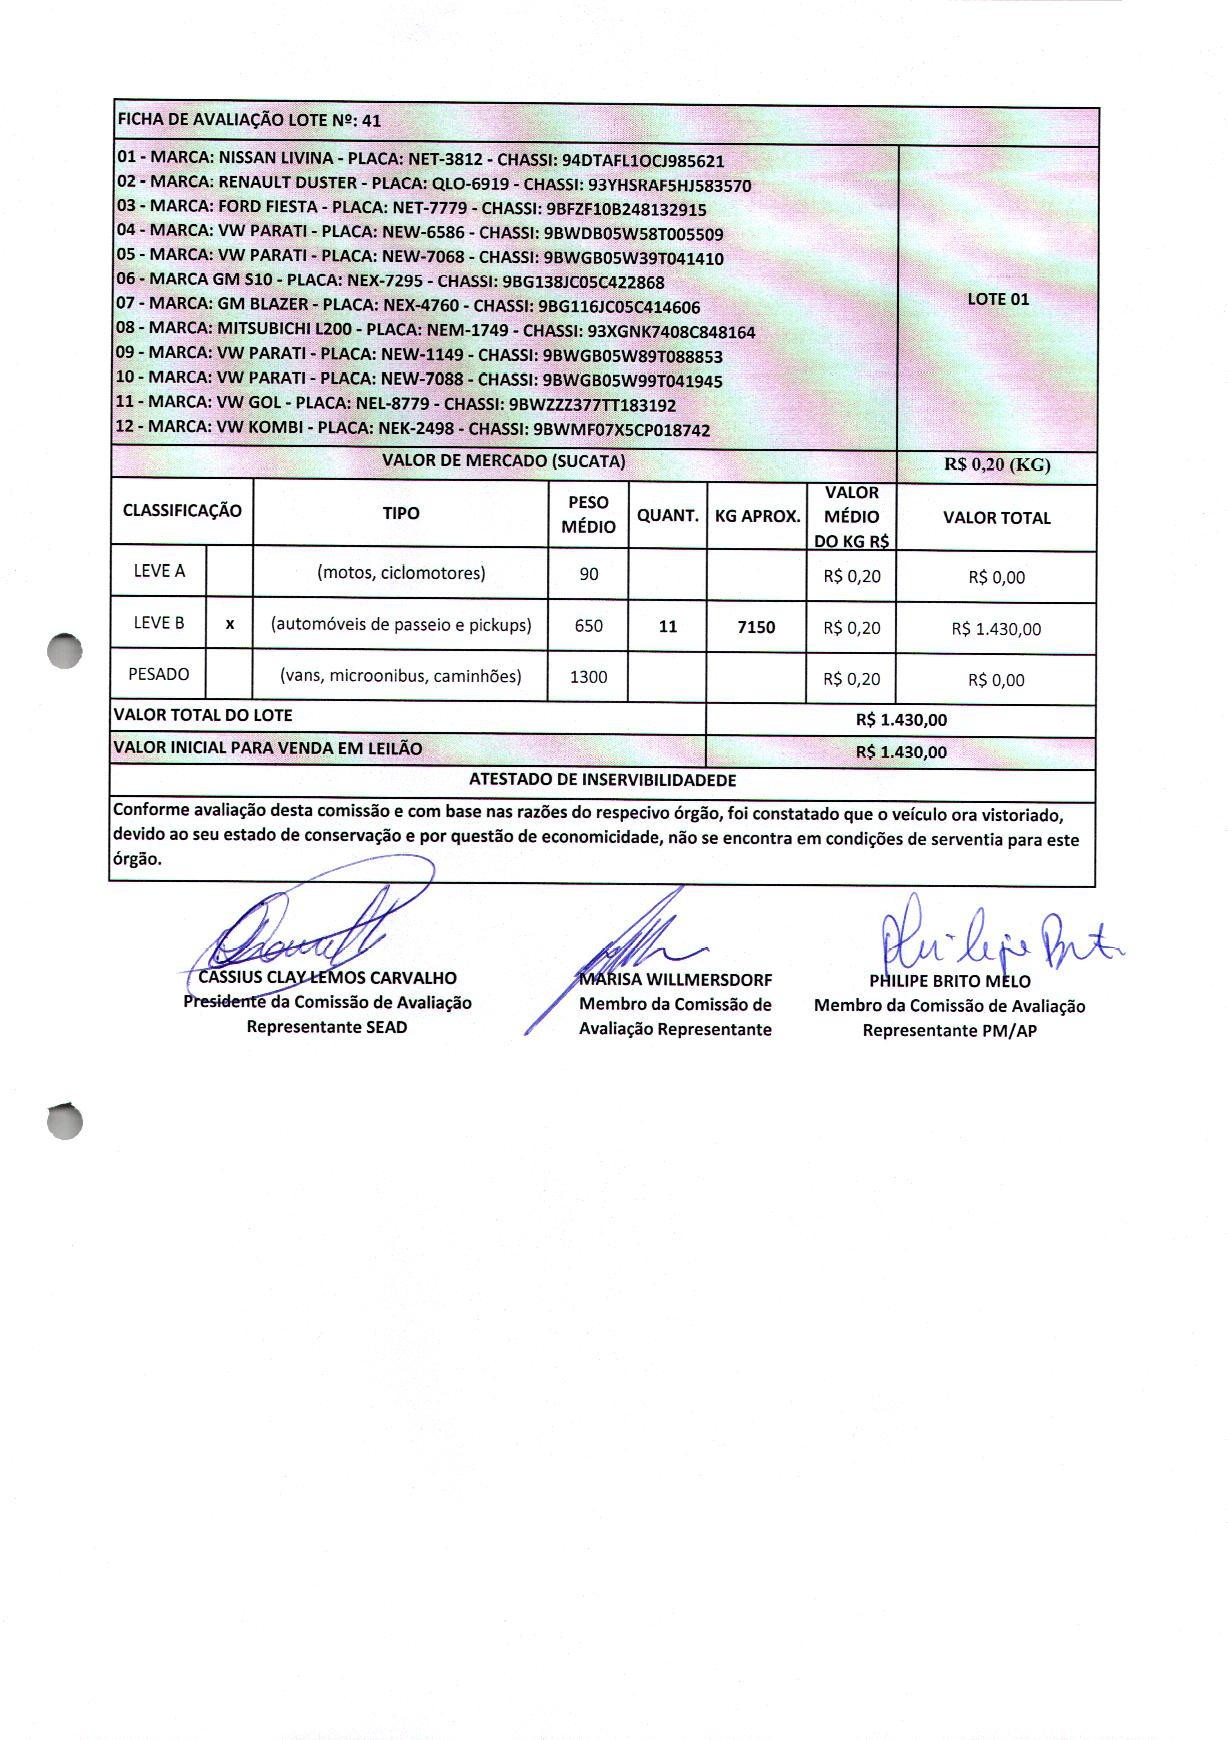 FICHA DE AVALIAÇÃO LOTE Nº: 41
01 - MARCA: NISSAN LIVINA - PLACA: NET-3812 - CHASSI: 94DTAFL1OCJ985621
02 - MARCA: RENAULT DUSTER - PLACA: QLO-6919 - CHASSI: 93YHSRAF5HJ583570
03 - MARCA: FORD FIESTA - PLACA: NET-7779 - CHASSI: 9BFZF10B248132915
04 - MARCA: VW PARATI - PLACA: NEW-6586 - CHASSI: 9BWDB05W58T005509
05 - MARCA: VW PARATI - PLACA: NEW-7068 - CHASSI: 9BWGB05W39T041410
06 - MARCA GM S10 - PLACA: NEX-7295 - CHASSI: 9BG138JC05C422868
07 - MARCA: GM BLAZER - PLACA: NEX-4760 - CHASSI: 9BG116JC05C414606
08 - MARCA: MITSUBICHI L200 - PLACA: NEM-1749 - CHASSI: 93XGNK7408C848164
09 - MARCA: VW PARATI - PLACA: NEW-1149 - CHASSI: 9BWGB05W89T088853
10 - MARCA: VW PARATI - PLACA: NEW-7088 - CHASSI: 9BWGB05W99T041945
11 - MARCA: VW GOL - PLACA: NEL-8779 - CHASSI: 9BWZZZ377TT183192
12 - MARCA: VW KOMBI - PLACA: NEK-2498 - CHASSI: 9BWMF07X5CP018742
LOTE 01
VALOR DE MERCADO (SUCATA) R$ 0,20 (KG)
CLASSIFICAÇÃO TIPO PESO MÉDIO QUANT. KG APROX. VALOR MÉDIO DO KG R$ VALOR TOTAL
LEVE A (motos, ciclomotores) 90 R$ 0,20 R$ 0,00
LEVE B x (automóveis de passeio e pickups) 650 11 7150 R$ 0,20 R$ 1.430,00
PESADO (vans, microonibus, caminhões) 1300 R$ 0,20 R$ 0,00
VALOR TOTAL DO LOTE R$ 1.430,00
VALOR INICIAL PARA VENDA EM LEILÃO R$ 1.430,00
ATESTADO DE INSERVIBILIDADEDE
Conforme avaliação desta comissão e com base nas razões do respecivo órgão, foi constatado que o veículo ora vistoriado,
devido ao seu estado de conservação e por questão de economicidade, não se encontra em condições de serventia para este
órgão.
Philipe Brito
CASSIUS CLAY LEMOS CARVALHO
Presidente da Comissão de Avaliação
Representante SEAD
MARISA WILLMERSDORF
Membro da Comissão de
Avaliação Representante
PHILIPE BRITO MELO
Membro da Comissão de Avaliação
Representante PM/AP